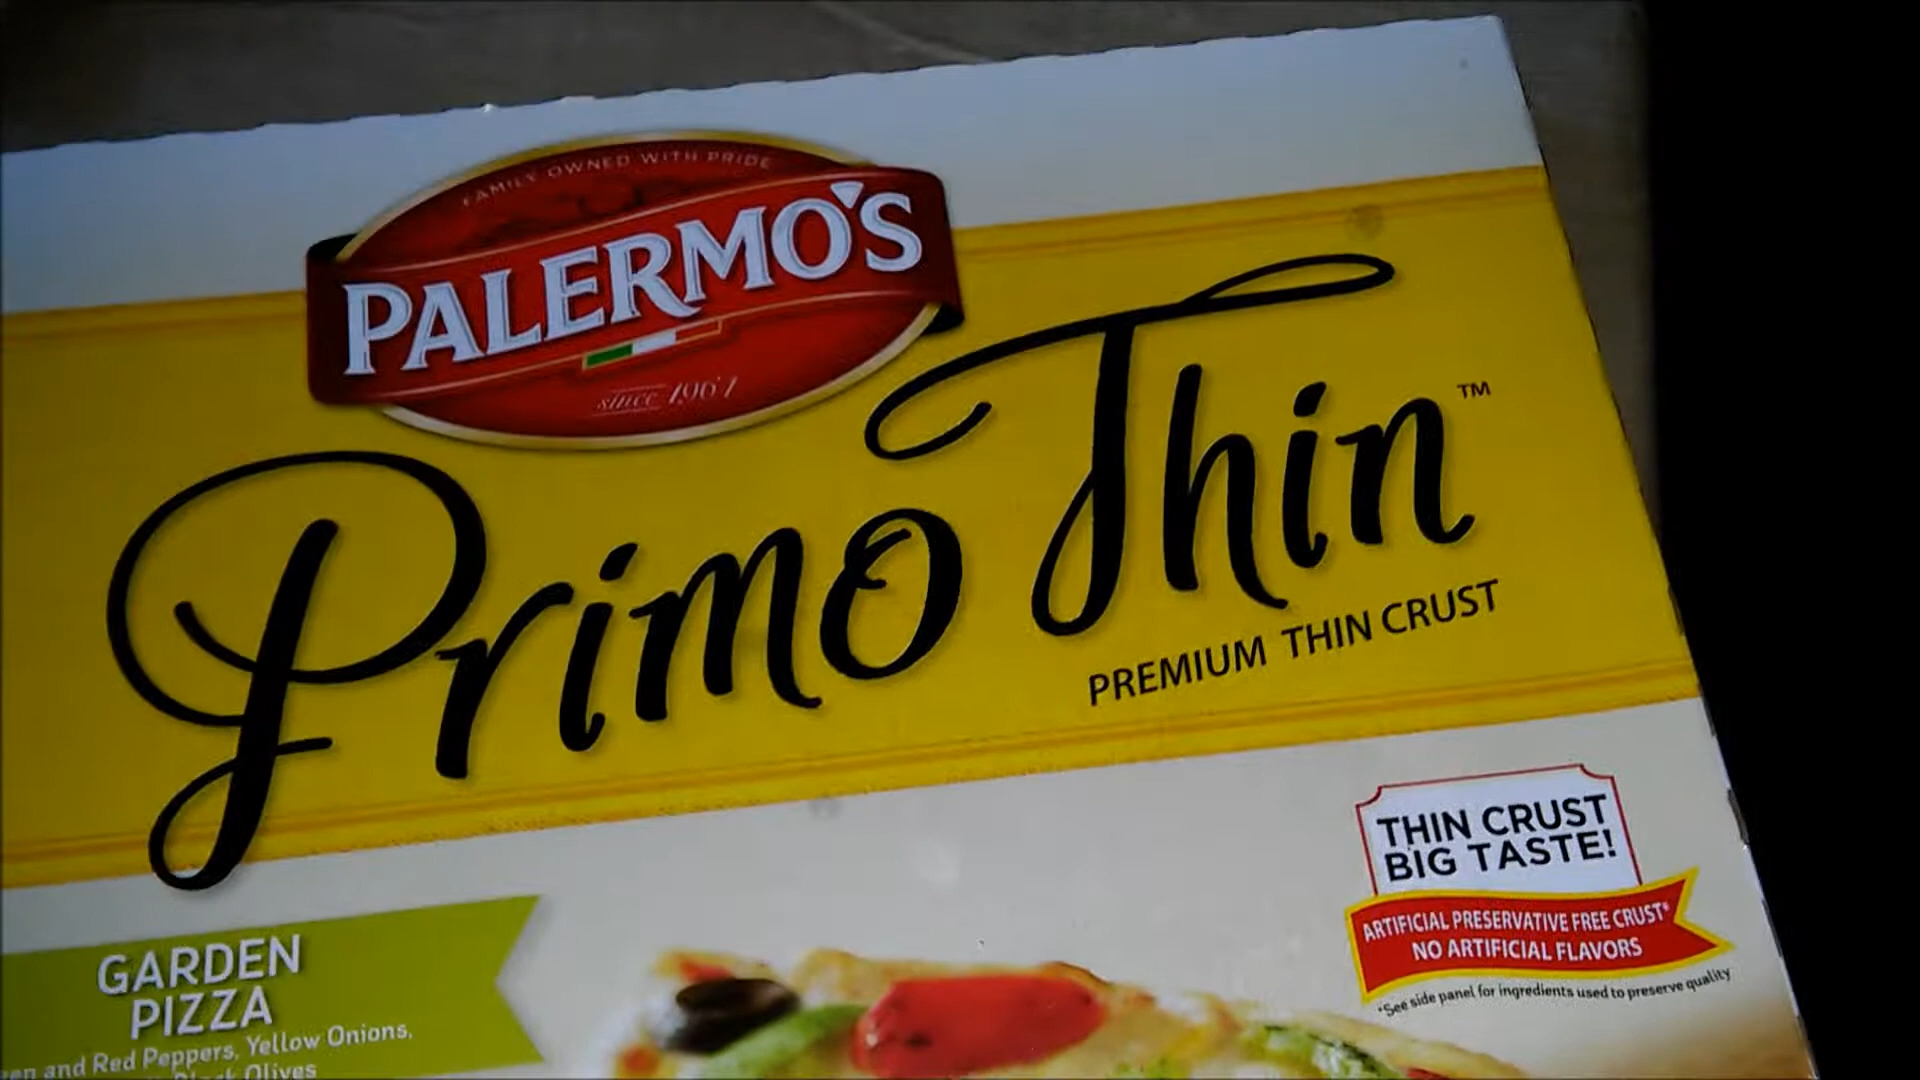 FAMILY OWNED WITH PRIDE
PALERMO'S
since 1964
Primo Thin™
PREMIUM THIN CRUST
THIN CRUST
BIG TASTE!
ARTIFICIAL PRESERVATIVE FREE CRUST*
NO ARTIFICIAL FLAVORS
*See side panel for ingredients used to preserve quality
GARDEN
PIZZA
and Red Peppers, Yellow Onions,
Black Olives